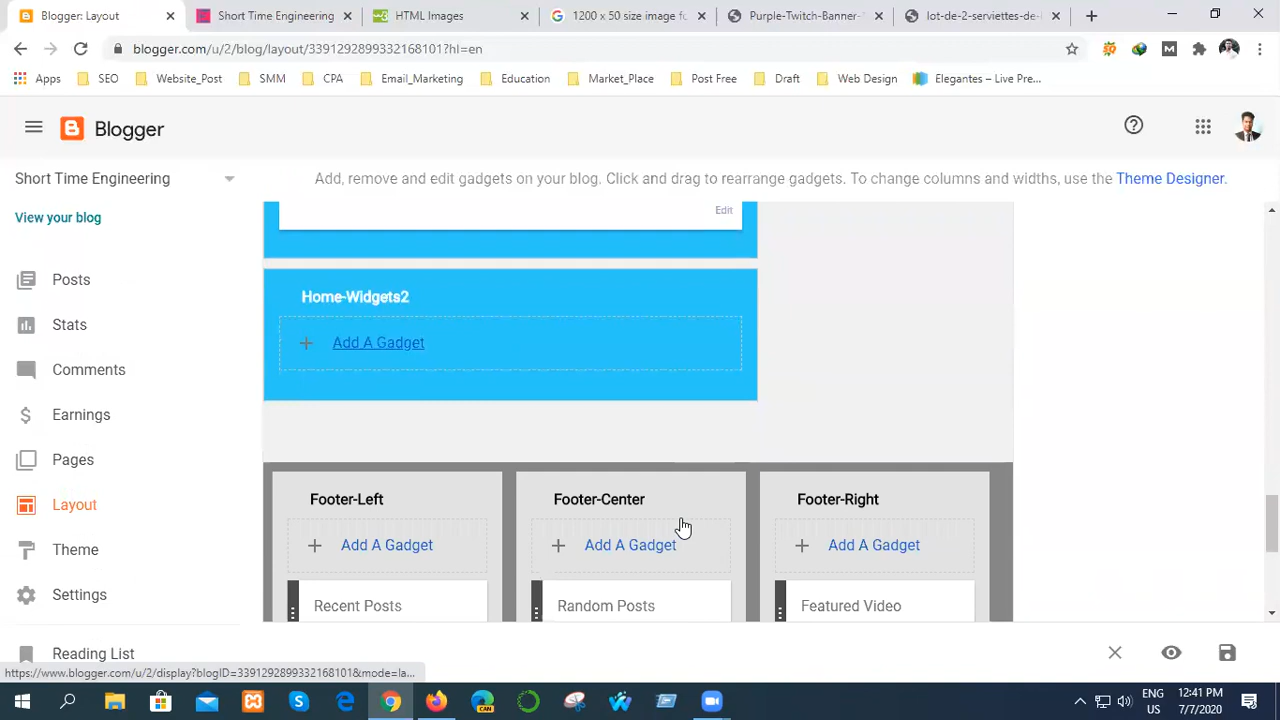 Blogger: Layout
Short Time Engineering
HTML Images
1200 x 50 size image f
Purple-Twitch-Banner-
lot-de-2-serviettes-de-
blogger.com/u/2/blog/layout/3391292899332168101?hl=en
Apps
SEO
Website_Post
SMM
CPA
Email_Marketing
Education
Market_Place
Post Free
Draft
Web Design
Elegantes – Live Pre...
Blogger
Short Time Engineering
Add, remove and edit gadgets on your blog. Click and drag to rearrange gadgets. To change columns and widths, use the Theme Designer.
View your blog
Edit
Posts
Home-Widgets2
Stats
Add A Gadget
Comments
Earnings
Pages
Layout
Footer-Left
Footer-Center
Footer-Right
Theme
Add A Gadget
Add A Gadget
Add A Gadget
Settings
Recent Posts
Random Posts
Featured Video
Reading List
https://www.blogger.com/u/2/display?blogID=3391292899332168101&mode=la...
CAN
ENG
US
12:41 PM
7/7/2020